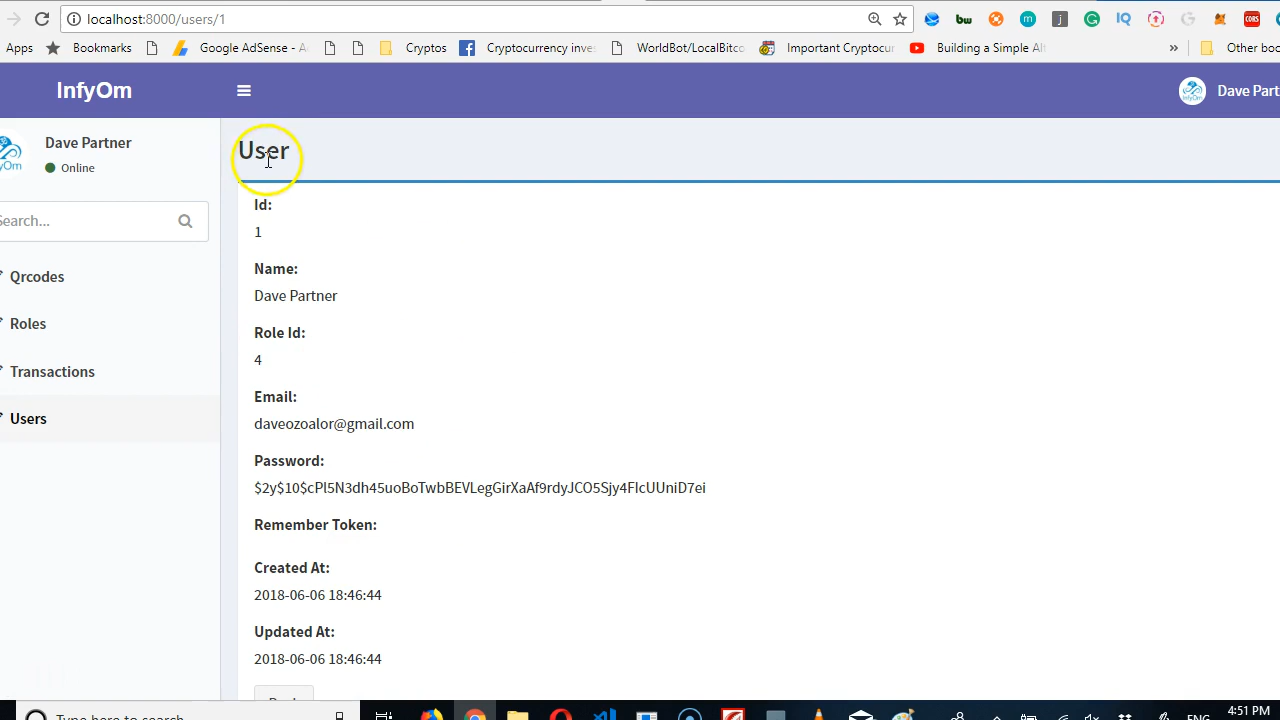 localhost:8000/users/1
Apps Bookmarks Google AdSense - A Cryptos Cryptocurrency inves WorldBot/LocalBitco Important Cryptocur Building a Simple Alt » Other boo
InfyOm
Dave Part
Dave Partner
Online
Search...
Qrcodes
Roles
Transactions
Users
User
Id:
1
Name:
Dave Partner
Role Id:
4
Email:
daveozoalor@gmail.com
Password:
$2y$10$cPl5N3dh45uoBoTwbBEVLegGirXaAf9rdyJCO5Sjy4FIcUUniD7ei
Remember Token:
Created At:
2018-06-06 18:46:44
Updated At:
2018-06-06 18:46:44
Type here to search
ENG
4:51 PM